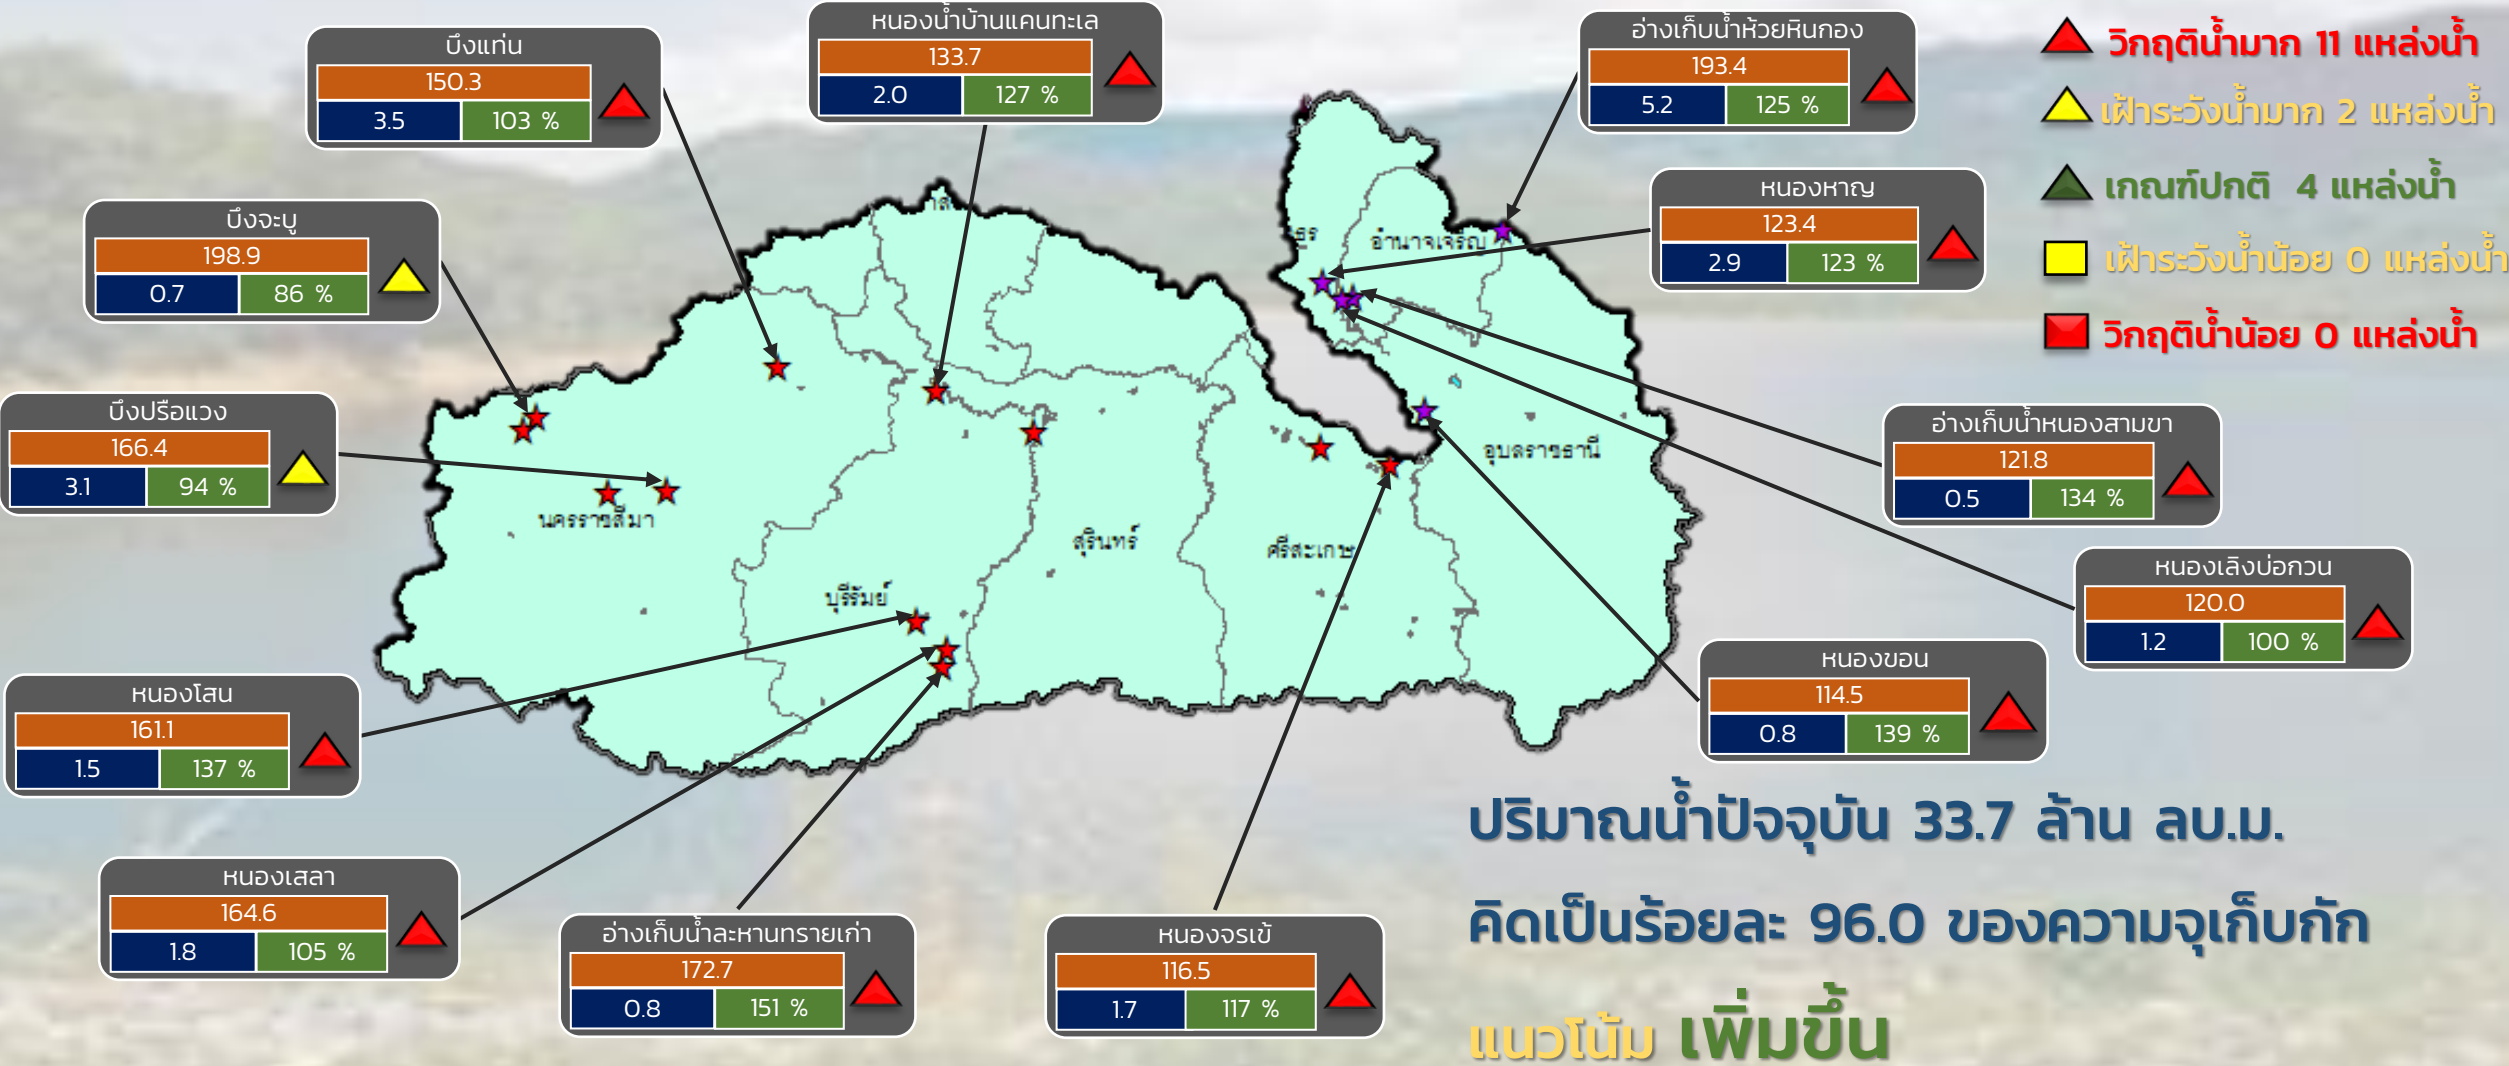 บึงแท่น
150.3
3.5 103 %
หนองน้ำบ้านแคนทะเล
133.7
2.0 127 %
อ่างเก็บน้ำห้วยหินกอง
193.4
5.2 125 %
วิกฤติน้ำมาก 11 แหล่งน้ำ
เฝ้าระวังน้ำมาก 2 แหล่งน้ำ
เกณฑ์ปกติ 4 แหล่งน้ำ
เฝ้าระวังน้ำน้อย 0 แหล่งน้ำ
วิกฤติน้ำน้อย 0 แหล่งน้ำ
บึงจะบู
198.9
0.7 86 %
หนองหาญ
123.4
2.9 123 %
อำนาจเจริญ
บึงปรือแวง
166.4
3.1 94 %
อ่างเก็บน้ำหนองสามขา
121.8
0.5 134 %
อุบลราชธานี
นครราชสีมา
สุรินทร์
ศรีสะเกษ
บุรีรัมย์
หนองเลิงบ่อกวน
120.0
1.2 100 %
หนองขอน
114.5
0.8 139 %
หนองโสน
161.1
1.5 137 %
หนองเสลา
164.6
1.8 105 %
อ่างเก็บน้ำละหานทรายเก่า
172.7
0.8 151 %
หนองจรเข้
116.5
1.7 117 %
ปริมาณน้ำปัจจุบัน 33.7 ล้าน ลบ.ม.
คิดเป็นร้อยละ 96.0 ของความจุเก็บกัก
แนวโน้ม เพิ่มขึ้น